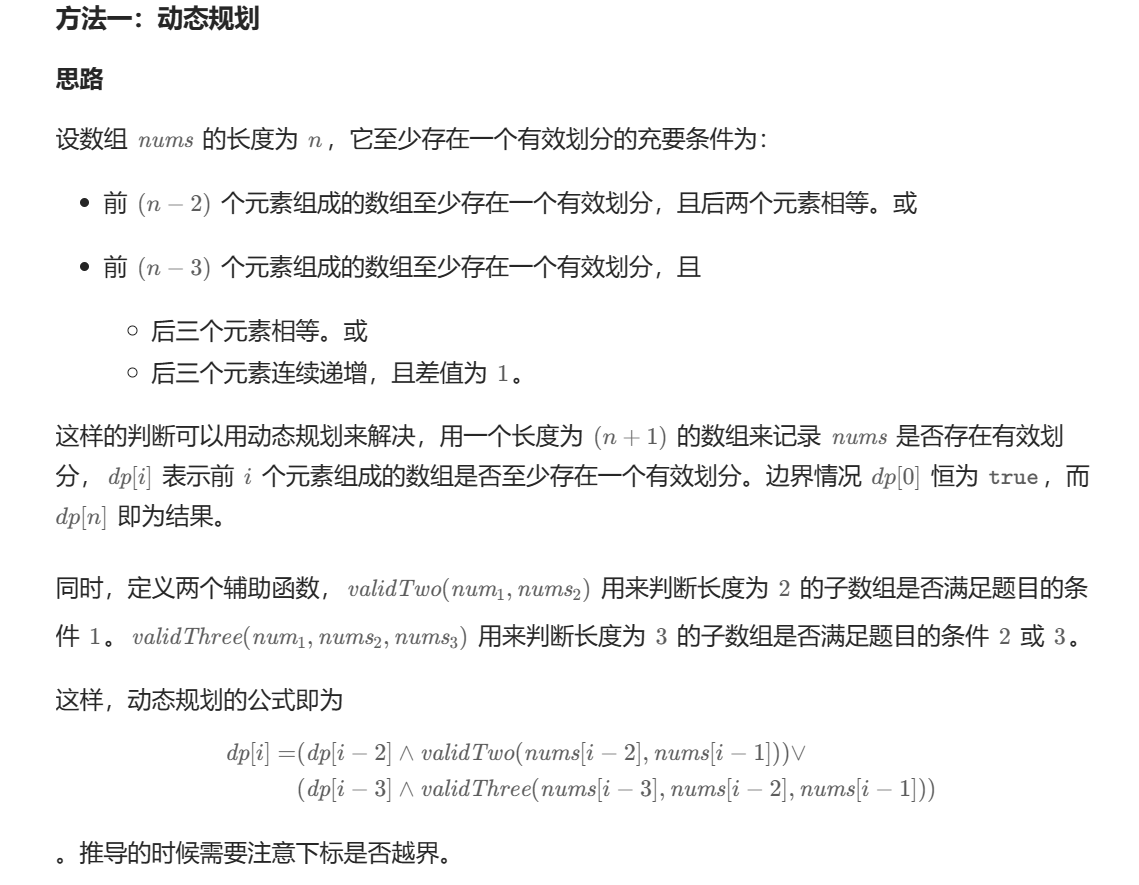 方法一：动态规划
思路
设数组 nums 的长度为 n，它至少存在一个有效划分的充要条件为：
• 前 (n − 2) 个元素组成的数组至少存在一个有效划分，且后两个元素相等。或
• 前 (n − 3) 个元素组成的数组至少存在一个有效划分，且
○ 后三个元素相等。或
○ 后三个元素连续递增，且差值为 1。
这样的判断可以用动态规划来解决，用一个长度为 (n + 1) 的数组来记录 nums 是否存在有效划
分，dp[i] 表示前 i 个元素组成的数组是否至少存在一个有效划分。边界情况 dp[0] 恒为 true，而
dp[n] 即为结果。
同时，定义两个辅助函数，validTwo(num₁, nums₂) 用来判断长度为 2 的子数组是否满足题目的条
件 1。validThree(num₁, nums₂, nums₃) 用来判断长度为 3 的子数组是否满足题目的条件 2 或 3。
这样，动态规划的公式即为
dp[i] =(dp[i − 2] ∧ validTwo(nums[i − 2], nums[i − 1]))∨
(dp[i − 3] ∧ validThree(nums[i − 3], nums[i − 2], nums[i − 1]))
。推导的时候需要注意下标是否越界。